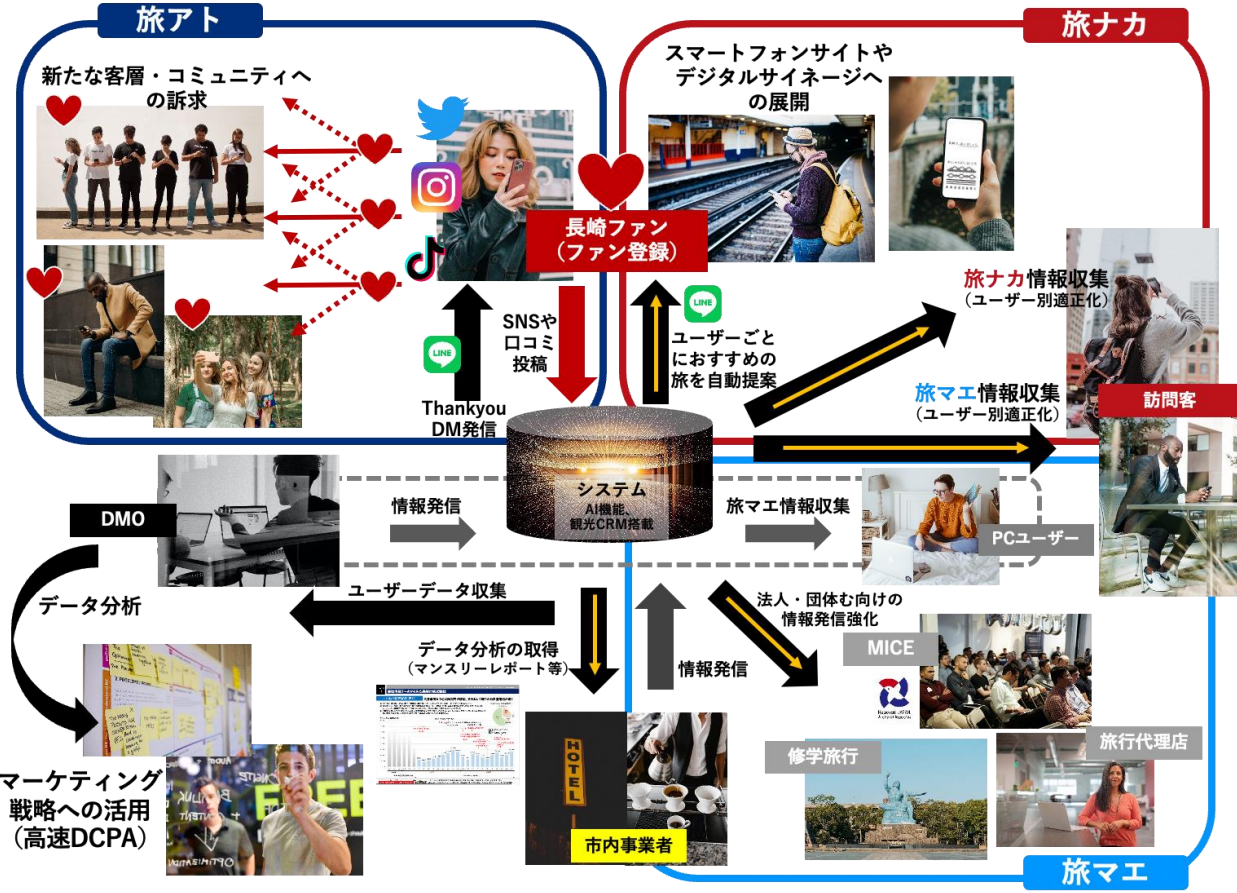 旅アト
旅ナカ
新たな客層・コミュニティへ
の訴求
スマートフォンサイトや
デジタルサイネージへ
の展開
長崎ファン
(ファン登録)
旅ナカ情報収集
(ユーザー別適正化)
LINE
SNSや
口コミ
投稿
LINE
ユーザーごと
におすすめの
旅を自動提案
Thankyou
DM発信
旅マエ情報収集
(ユーザー別適正化)
訪問客
システム
AI機能、
観光CRM搭載
DMO
情報発信
旅マエ情報収集
PCユーザー
データ分析
ユーザーデータ収集
データ分析の取得
(マンスリーレポート等)
情報発信
法人・団体む向けの
情報発信強化
MICE
HOTEL
修学旅行
旅行代理店
マーケティング
戦略への活用
(高速DCPA)
FREE
OPTIMIZATION
市内事業者
旅マエ